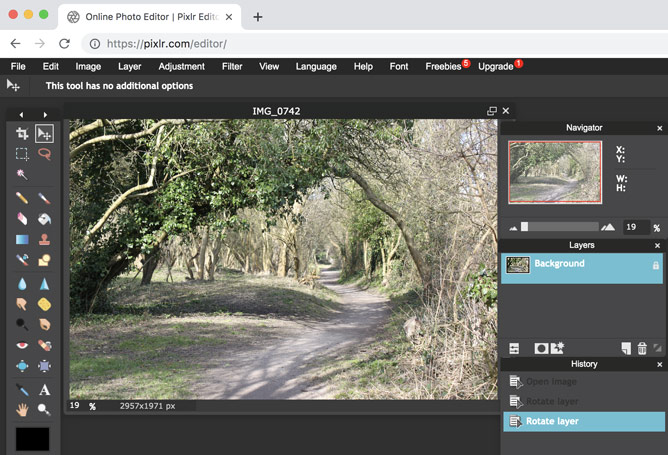 Online Photo Editor | Pixlr Edito
https://pixlr.com/editor/
File Edit Image Layer Adjustment Filter View Language Help Font Freebies 5 Upgrade 1
This tool has no additional options
IMG_0742
Navigator
X:
Y:
W:
H:
19 %
Layers
Background
History
Open image
Rotate layer
Rotate layer
A
19 % 2957x1971 px